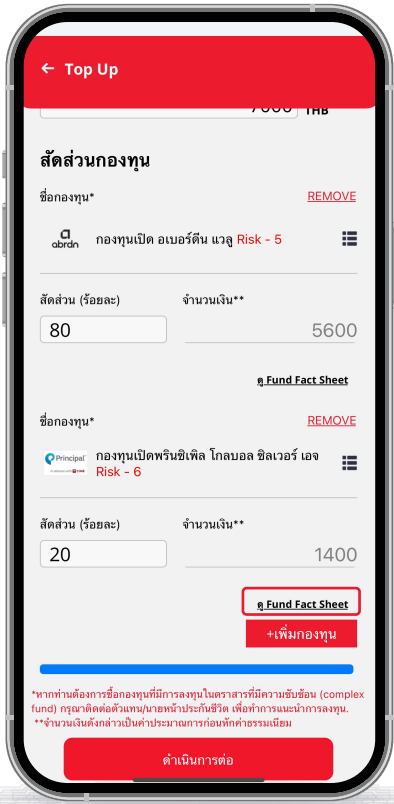 ← Top Up
7000 THB
สัดส่วนกองทุน
ชื่อกองทุน* REMOVE
abrdn กองทุนเปิด อเบอร์ดีน แวลู Risk - 5
สัดส่วน (ร้อยละ) จำนวนเงิน**
80 5600
ดู Fund Fact Sheet
ชื่อกองทุน* REMOVE
Principal กองทุนเปิดพรินซิเพิล โกลบอล ซิลเวอร์ เอจ
Risk - 6
สัดส่วน (ร้อยละ) จำนวนเงิน**
20 1400
ดู Fund Fact Sheet
+เพิ่มกองทุน
*หากท่านต้องการซื้อกองทุนที่มีการลงทุนในตราสารที่มีความซับซ้อน (complex
fund) กรุณาติดต่อตัวแทน/นายหน้าประกันชีวิต เพื่อทำการแนะนำการลงทุน.
**จำนวนเงินดังกล่าวเป็นค่าประมาณการก่อนหักค่าธรรมเนียม
ดำเนินการต่อ